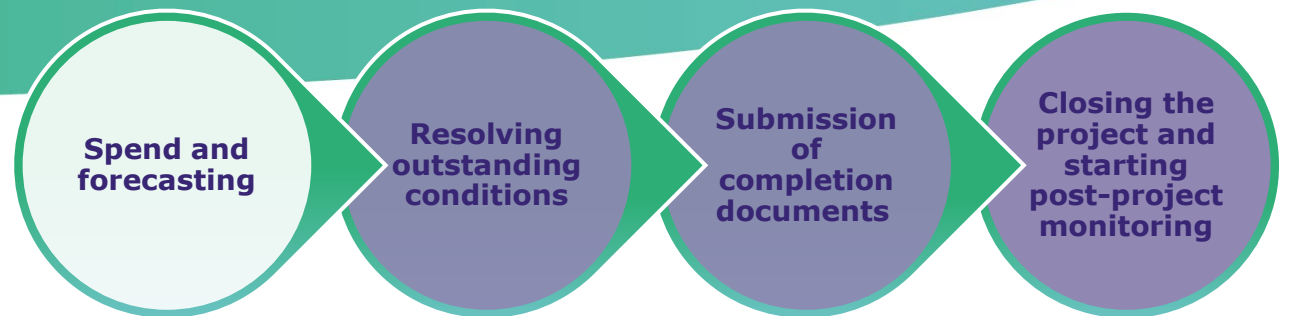 Spend and
forecasting
Resolving
outstanding
conditions
Submission
of
completion
documents
Closing the
project and
starting
post-project
monitoring